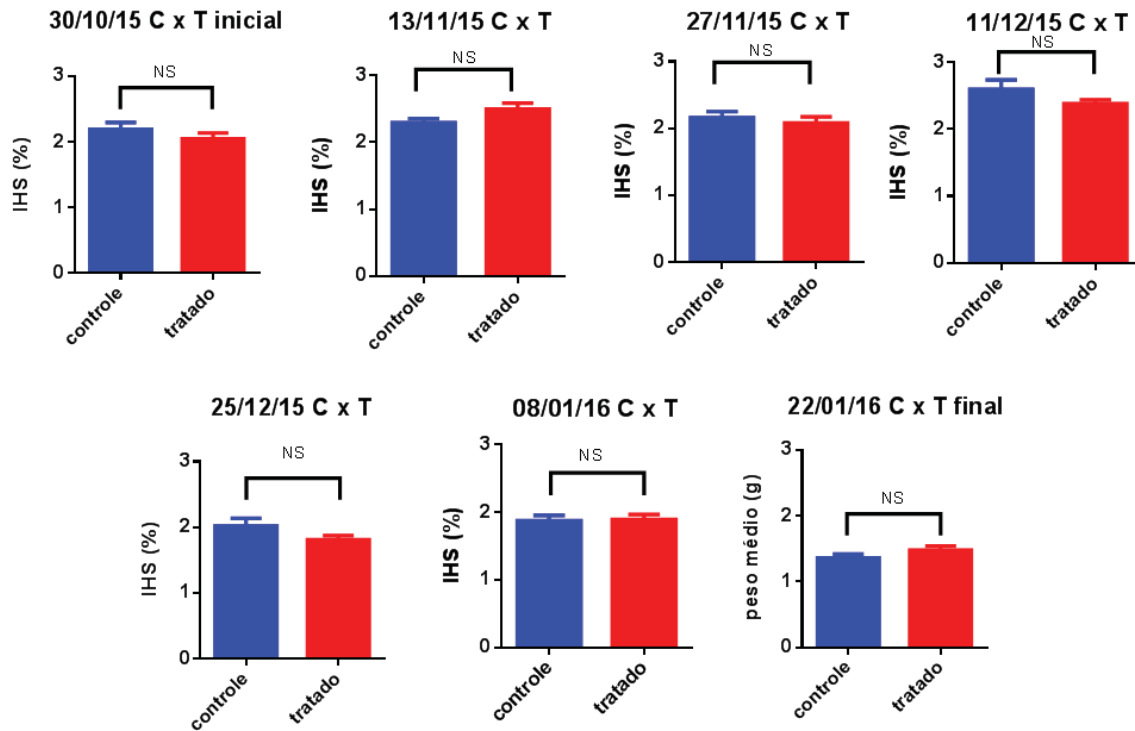 30/10/15 C x T inicial
NS
IHS (%)
3
2
1
0
controle
tratado
13/11/15 C x T
NS
IHS (%)
3
2
1
0
controle
tratado
27/11/15 C x T
NS
IHS (%)
3
2
1
0
controle
tratado
11/12/15 C x T
NS
IHS (%)
3
2
1
0
controle
tratado
25/12/15 C x T
NS
IHS (%)
3
2
1
0
controle
tratado
08/01/16 C x T
NS
IHS (%)
3
2
1
0
controle
tratado
22/01/16 C x T final
NS
peso médio (g)
3
2
1
0
controle
tratado